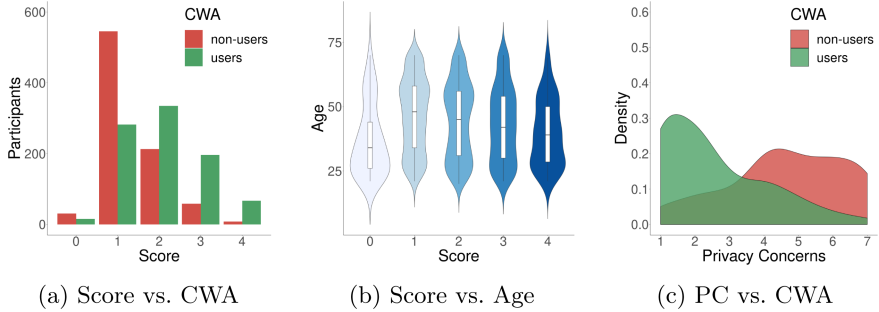 CWA
non-users
users
Participants
600
400
200
0
0 1 2 3 4
Score
(a) Score vs. CWA
Age
75
50
25
0 1 2 3 4
Score
(b) Score vs. Age
CWA
non-users
users
Density
0.6
0.5
0.4
0.3
0.2
0.1
0.0
1 2 3 4 5 6 7
Privacy Concerns
(c) PC vs. CWA